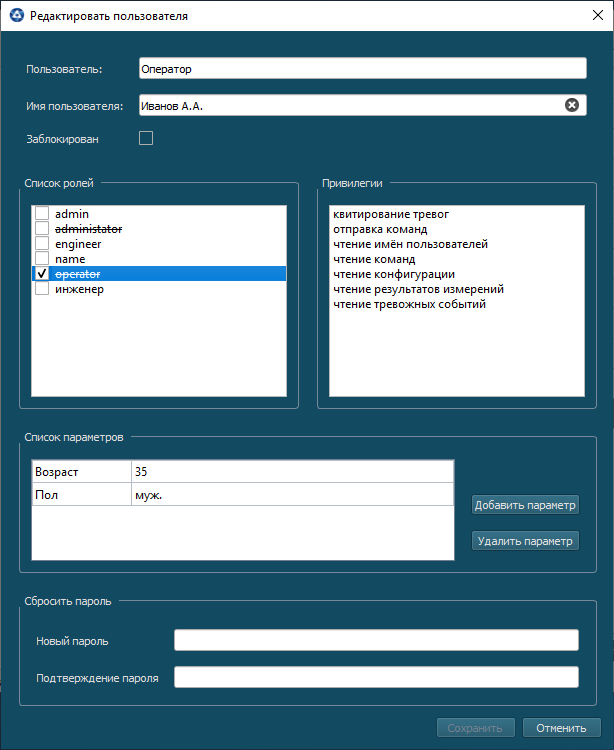 Редактировать пользователя
Пользователь: Оператор
Имя пользователя: Иванов А.А.
Заблокирован
Список ролей
admin
administator
engineer
name
operator
инженер
Привилегии
квитирование тревог
отправка команд
чтение имён пользователей
чтение команд
чтение конфигурации
чтение результатов измерений
чтение тревожных событий
Список параметров
Возраст 35
Пол муж.
Добавить параметр
Удалить параметр
Сбросить пароль
Новый пароль
Подтверждение пароля
Сохранить Отменить